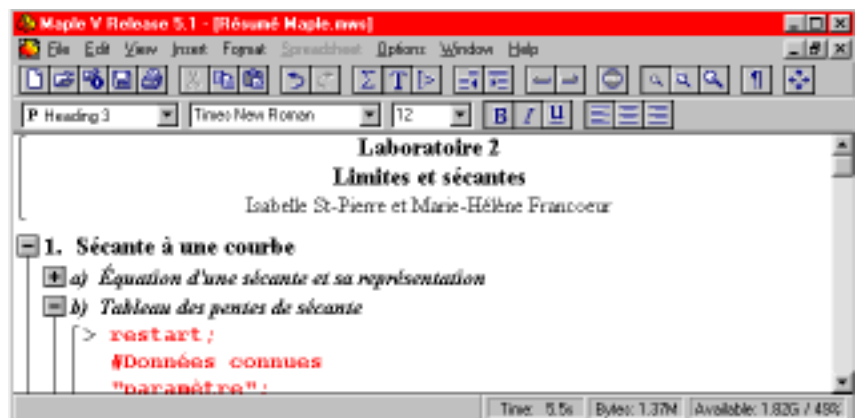 Maple V Release 5.1 - [Résumé Maple.mws]
File Edit View Insert Format Spreadsheet Options Window Help
Σ T [>
P Heading 3 Times New Roman 12 B I U
Laboratoire 2
Limites et sécantes
Isabelle St-Pierre et Marie-Hélène Francoeur
1. Sécante à une courbe
a) Équation d'une sécante et sa représentation
b) Tableau des pentes de sécante
> restart;
#Données connues
"paramètre":
Time: 5.5s Bytes: 1.37M Available: 1.82G / 48%